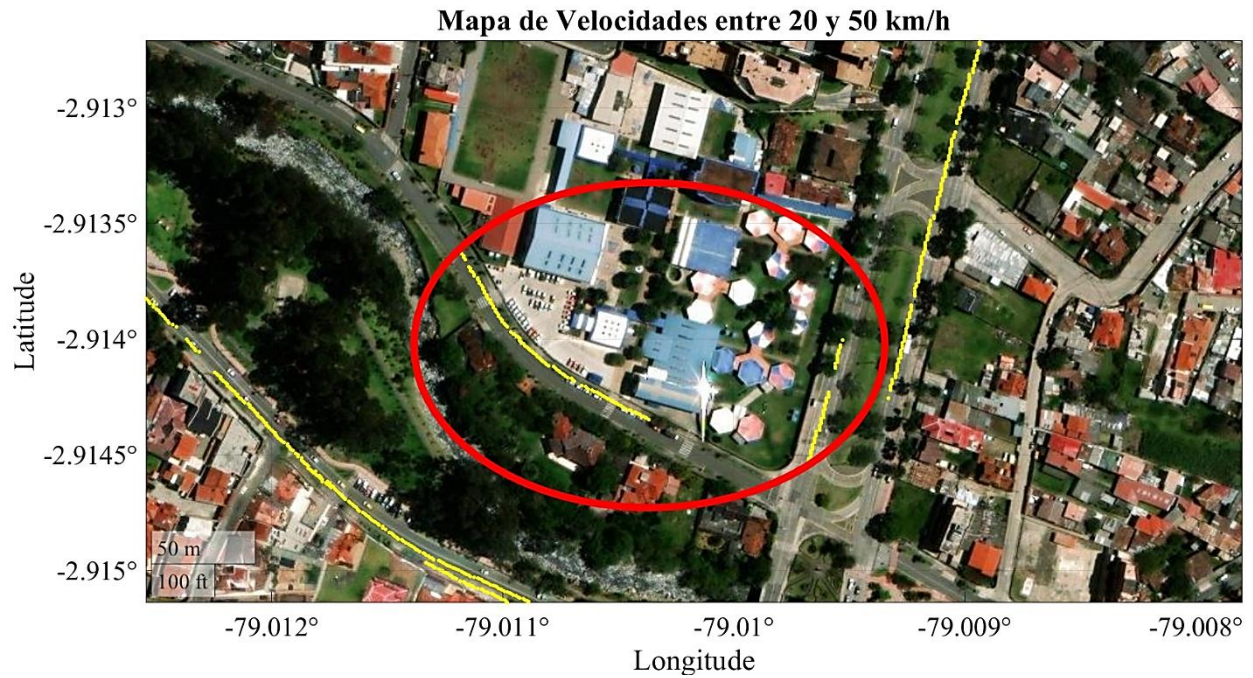 Mapa de Velocidades entre 20 y 50 km/h
-2.913°
-2.9135°
-2.914°
-2.9145°
-2.915°
Latitude
50 m
100 ft
-79.012°
-79.011°
-79.01°
-79.009°
-79.008°
Longitude